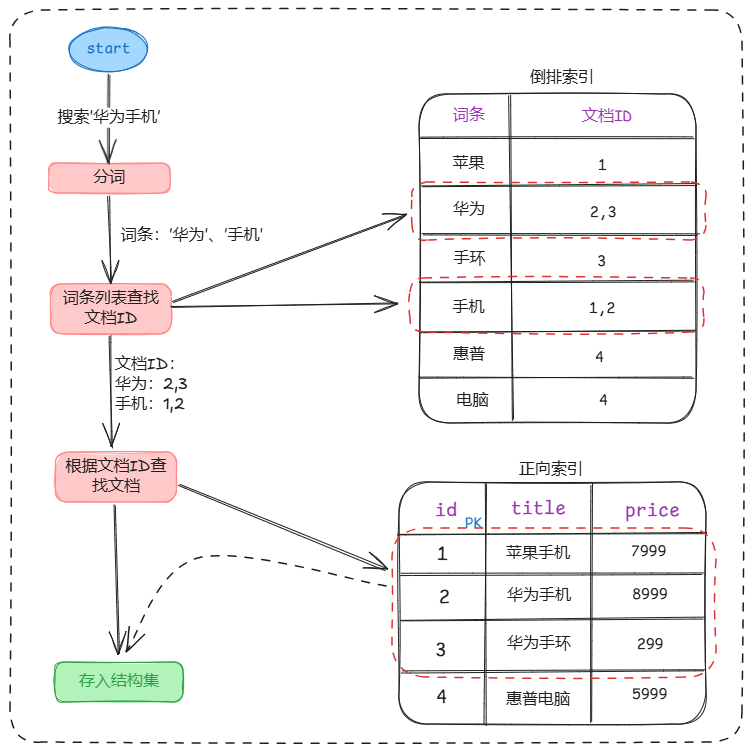 start
搜索'华为手机'
分词
词条：'华为'、'手机'
词条列表查找
文档ID
文档ID：
华为：2,3
手机：1,2
根据文档ID查
找文档
存入结构集
倒排索引
词条 文档ID
苹果 1
华为 2,3
手环 3
手机 1,2
惠普 4
电脑 4
正向索引
id PK title price
1 苹果手机 7999
2 华为手机 8999
3 华为手环 299
4 惠普电脑 5999